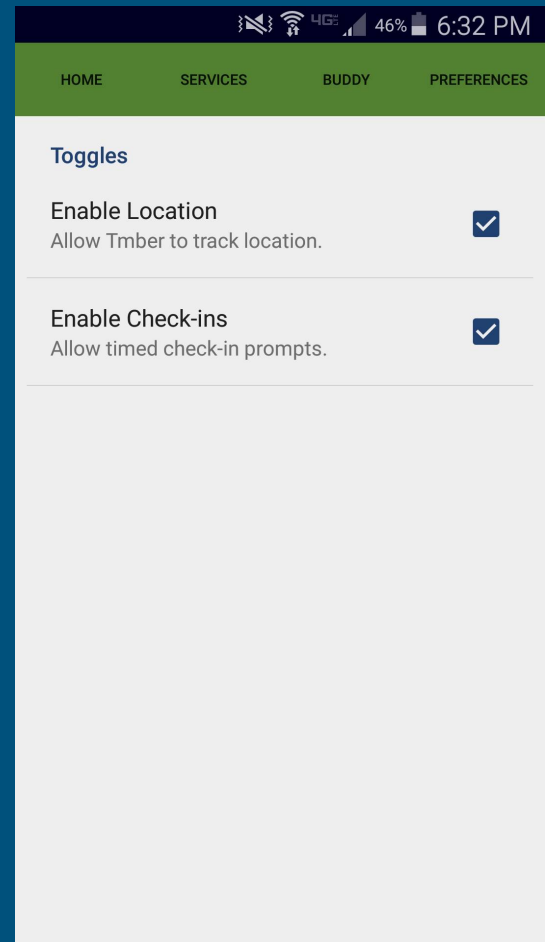 4G 46% 6:32 PM
HOME SERVICES BUDDY PREFERENCES
Toggles
Enable Location
Allow Tmber to track location.
Enable Check-ins
Allow timed check-in prompts.